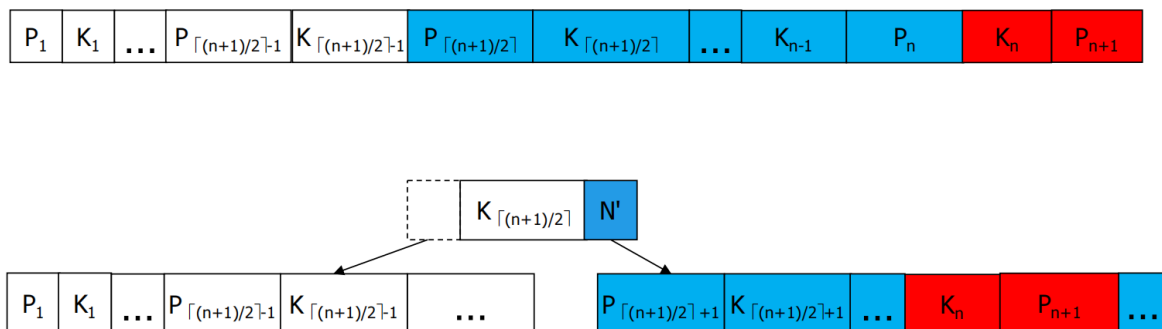 P₁ K₁ ... P⌈(n+1)/2⌉-1 K⌈(n+1)/2⌉-1 P⌈(n+1)/2⌉ K⌈(n+1)/2⌉ ... Kn-1 Pn Kn Pn+1
K⌈(n+1)/2⌉ N'
P₁ K₁ ... P⌈(n+1)/2⌉-1 K⌈(n+1)/2⌉-1 ... P⌈(n+1)/2⌉+1 K⌈(n+1)/2⌉+1 ... Kn Pn+1 ...